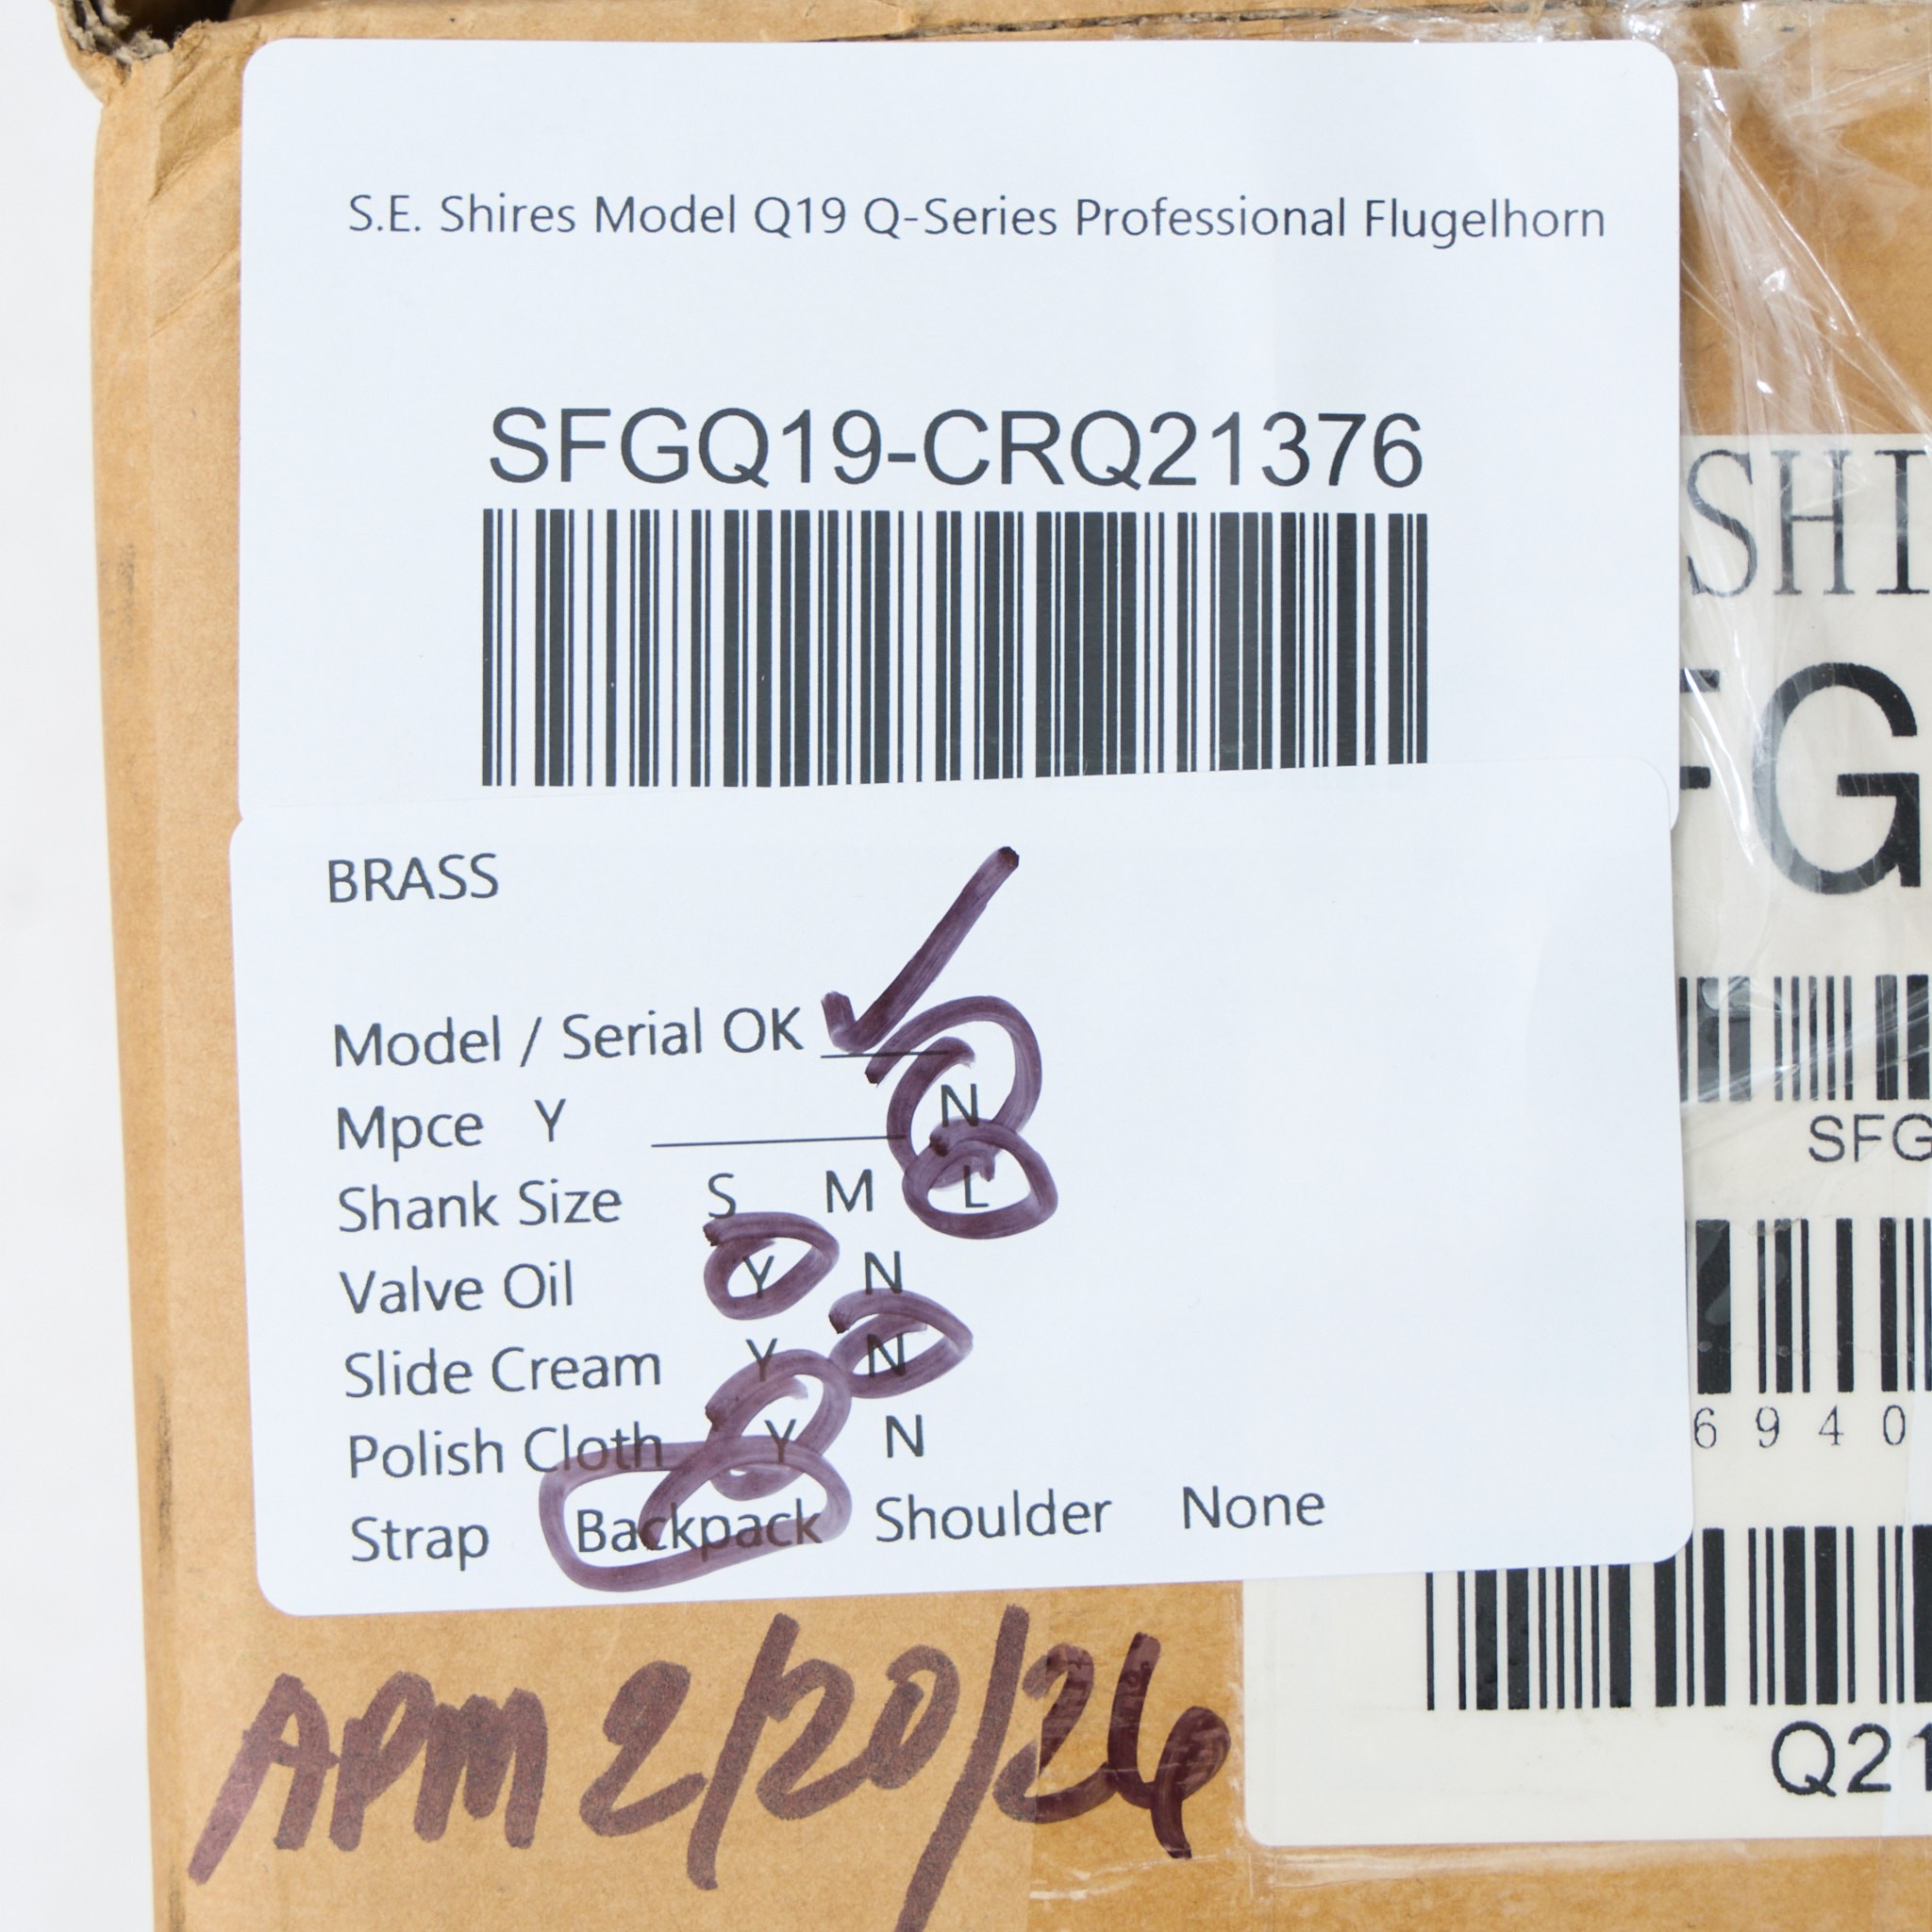 S.E. Shires Model Q19 Q-Series Professional Flugelhorn
SFGQ19-CRQ21376
BRASS
Model / Serial OK ✓
Mpce Y N
Shank Size S M L
Valve Oil Y N
Slide Cream Y N
Polish Cloth Y N
Strap Backpack Shoulder None
APM 2/20/26
SHI
FG
SFG
6940
Q21